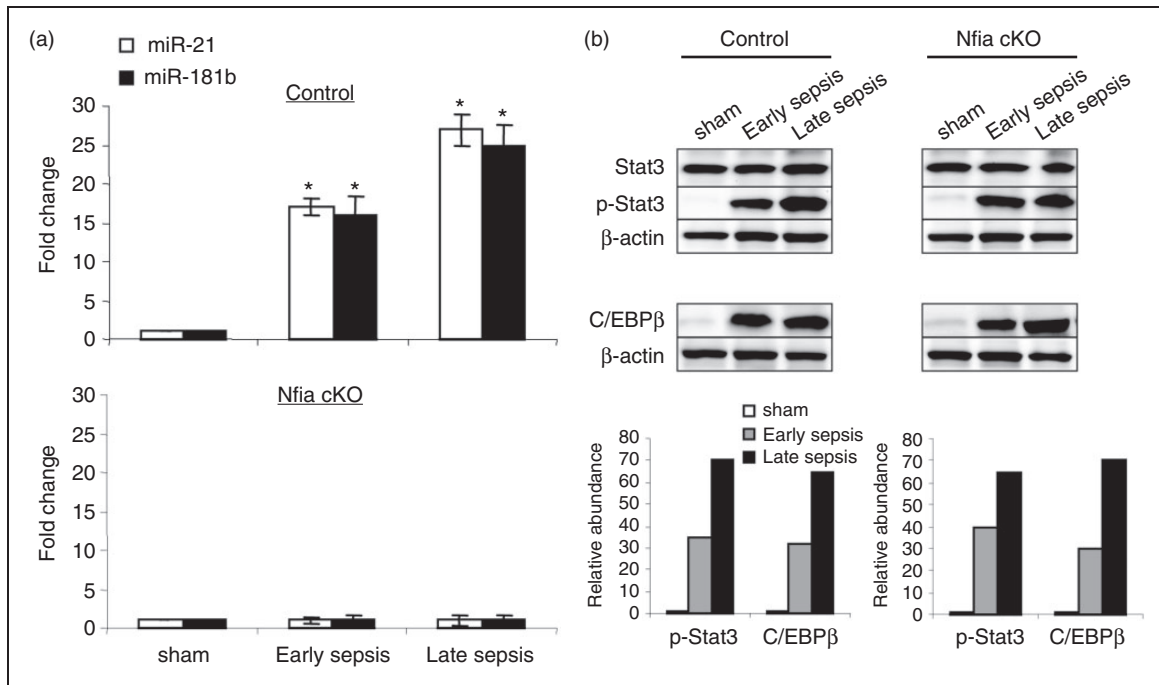 (a)
miR-21
miR-181b
Control
Fold change
30
25
20
15
10
5
0
* * * *
Nfia cKO
Fold change
30
25
20
15
10
5
0
sham Early sepsis Late sepsis
(b)
Control Nfia cKO
sham Early sepsis Late sepsis sham Early sepsis Late sepsis
Stat3
p-Stat3
β-actin
C/EBPβ
β-actin
sham
Early sepsis
Late sepsis
Relative abundance
80
70
60
50
40
30
20
10
0
p-Stat3 C/EBPβ
Relative abundance
80
70
60
50
40
30
20
10
0
p-Stat3 C/EBPβ